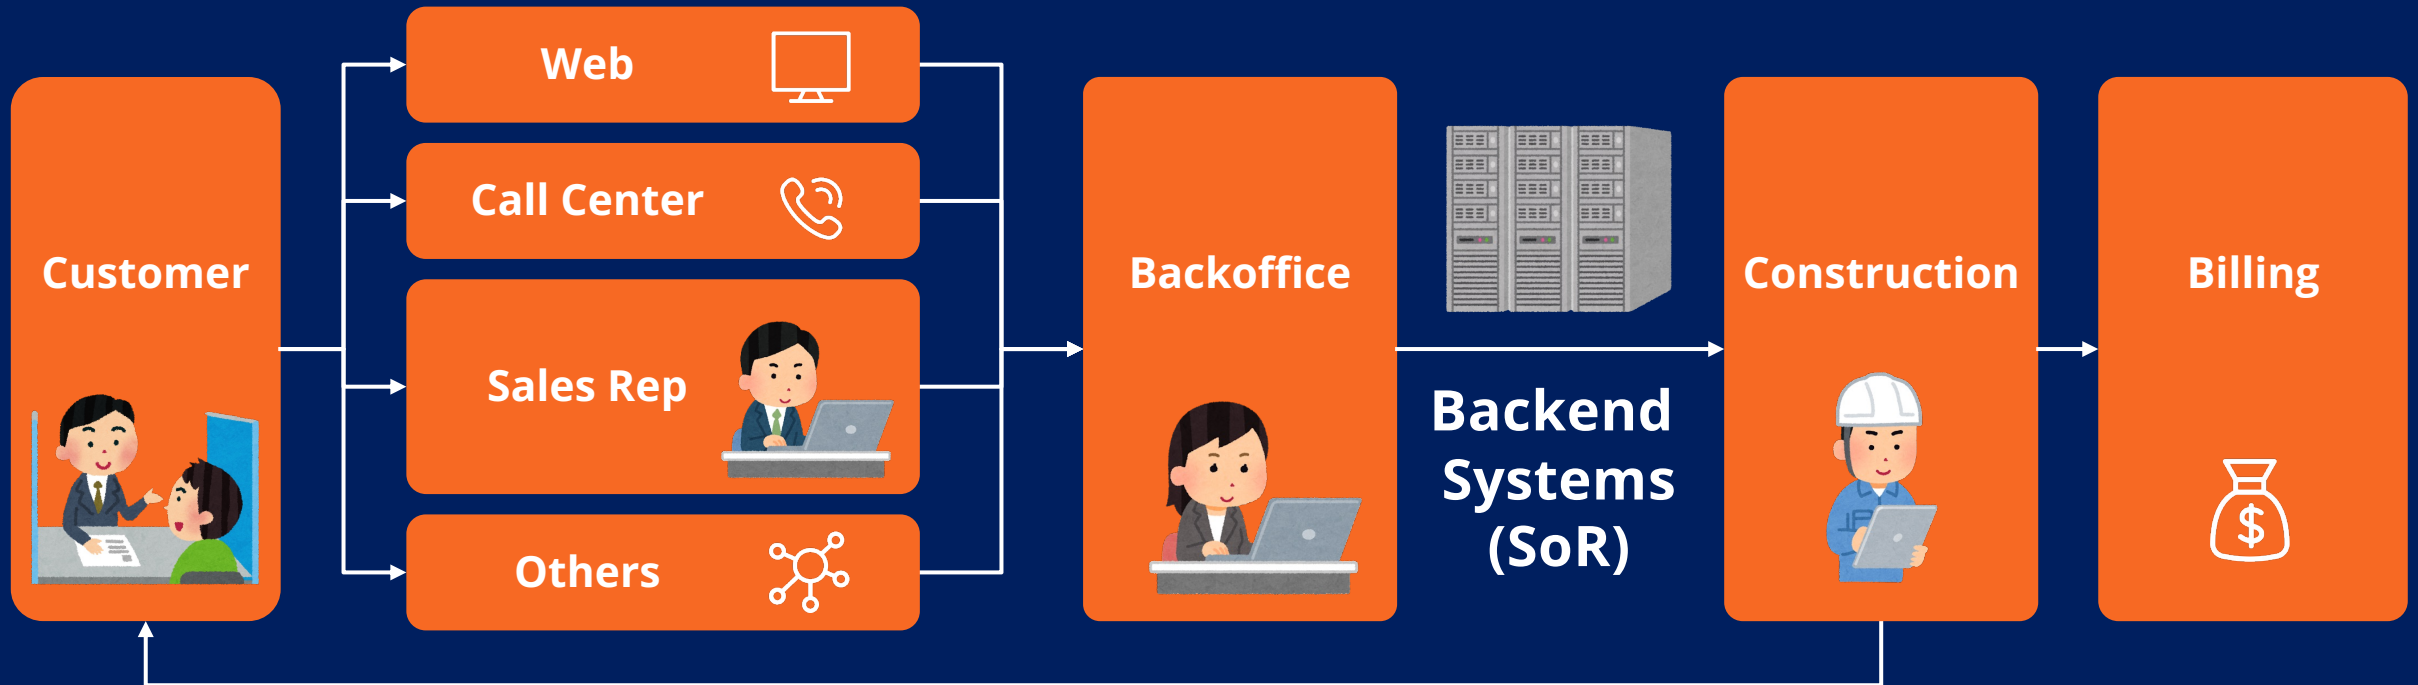 Customer
Web
Call Center
Sales Rep
Others
Backoffice
Backend
Systems
(SoR)
Construction
Billing
$